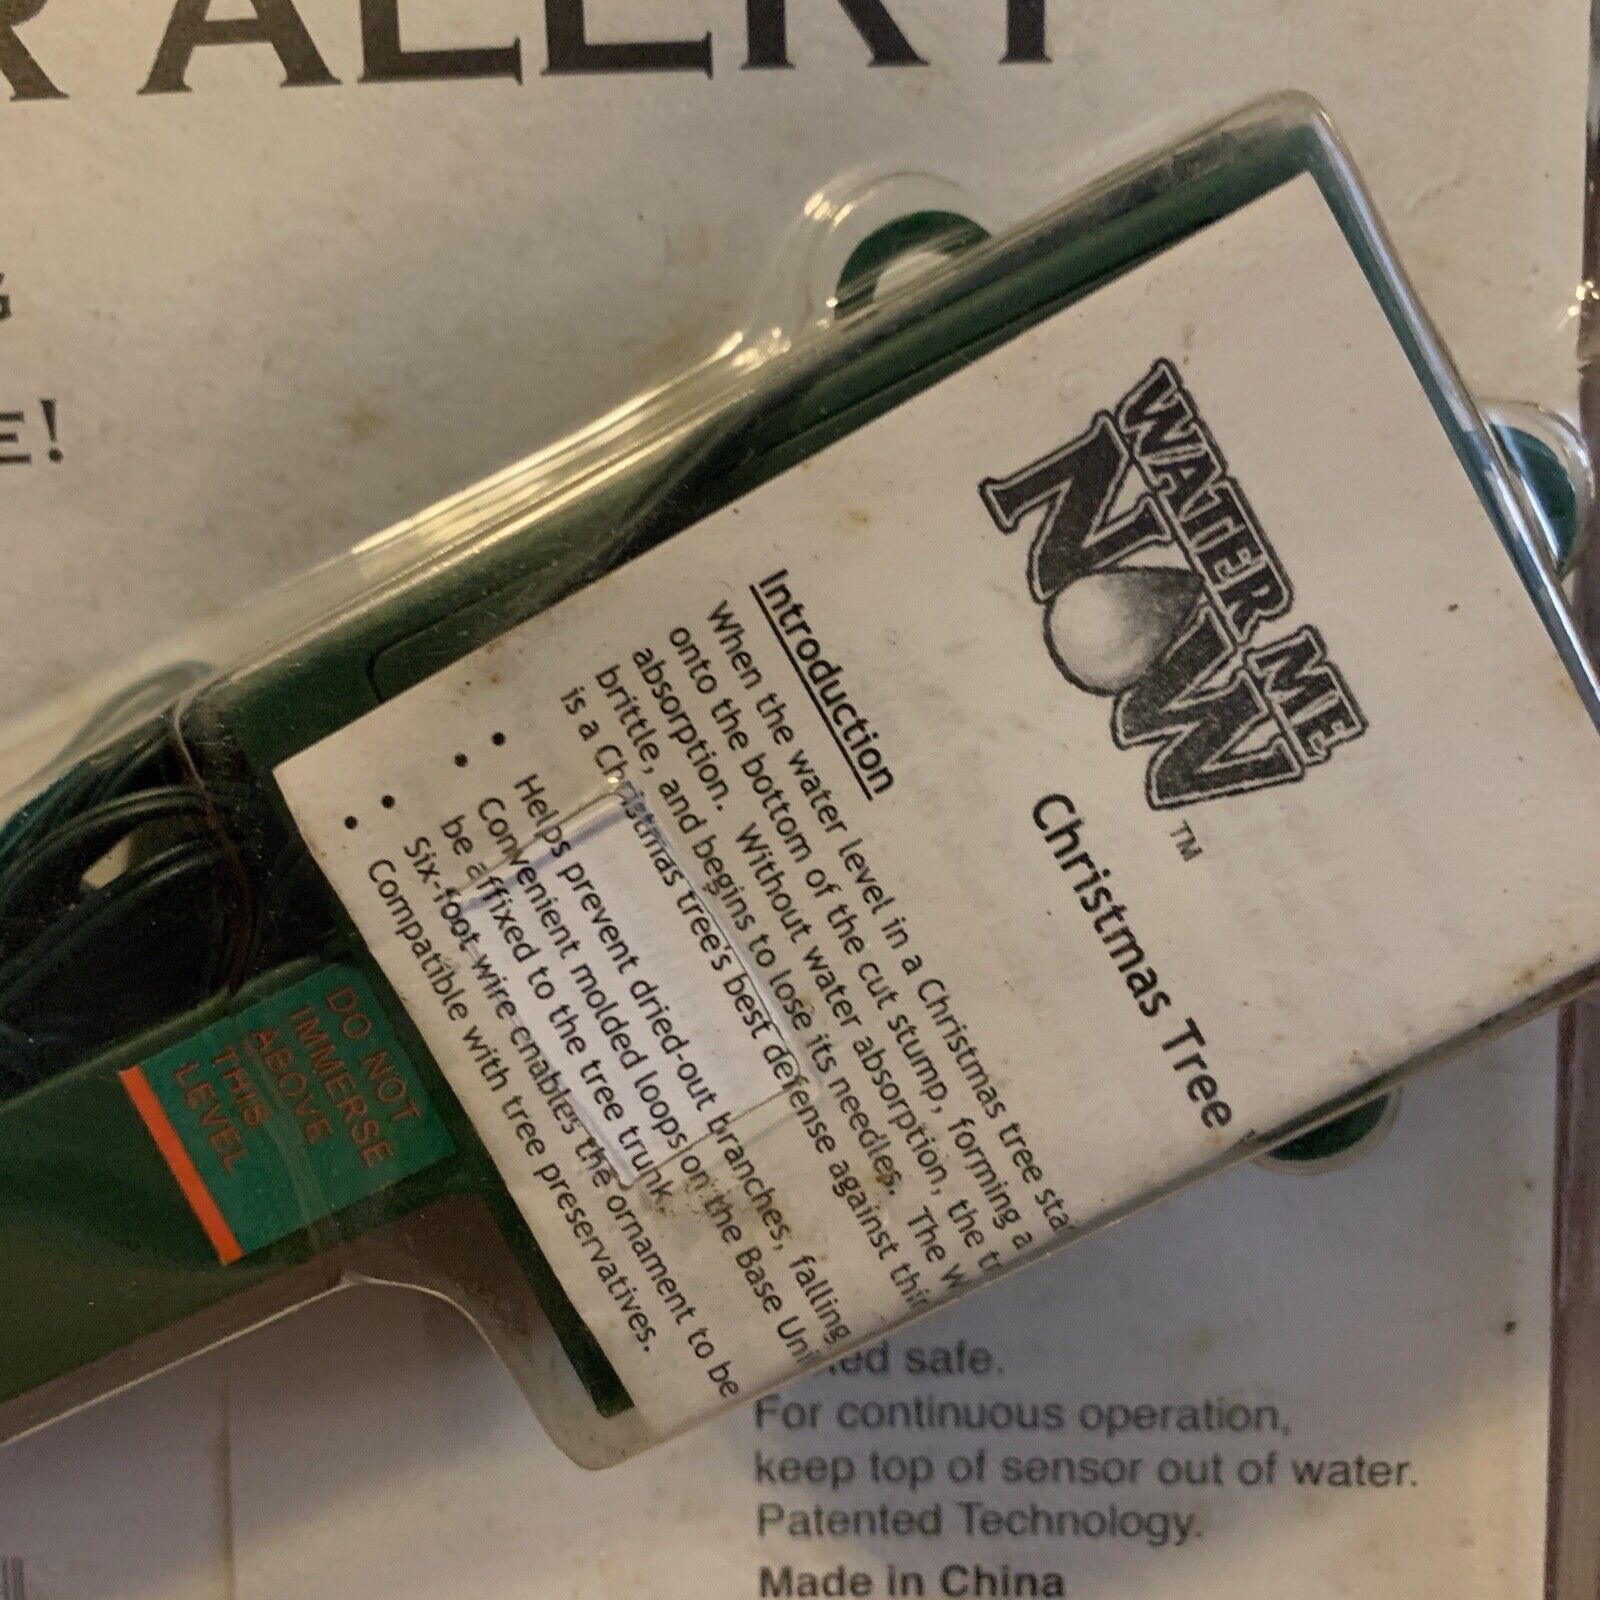 ALERT
E!
WATER ME
NOW
TM
Christmas Tree
Introduction
When the water level in a Christmas tree
onto the bottom of the cut stump, forming a
absorption. Without water absorption, the
brittle, and begins to lose its needles. The
is a Christmas tree's best defense against
• Helps prevent dried-out branches, falling
• Convenient molded loops on the Base
be affixed to the tree trunk.
• Six-foot wire enables the ornament to be
• Compatible with tree preservatives.
DO NOT
IMMERSE
ABOVE
THIS
LEVEL
safe.
For continuous operation,
keep top of sensor out of water.
Patented Technology.
Made in China